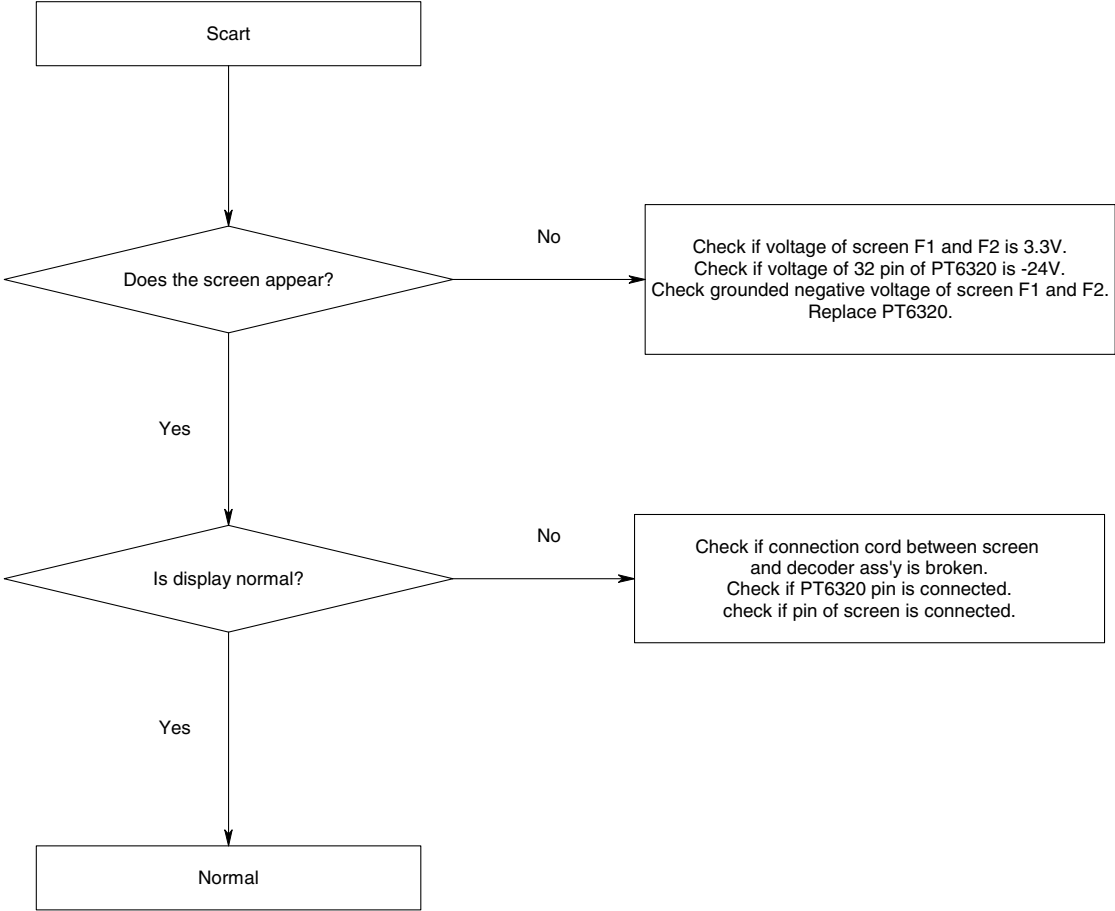 Scart
Does the screen appear?
No
Check if voltage of screen F1 and F2 is 3.3V.
Check if voltage of 32 pin of PT6320 is -24V.
Check grounded negative voltage of screen F1 and F2.
Replace PT6320.
Yes
Is display normal?
No
Check if connection cord between screen
and decoder ass'y is broken.
Check if PT6320 pin is connected.
check if pin of screen is connected.
Yes
Normal